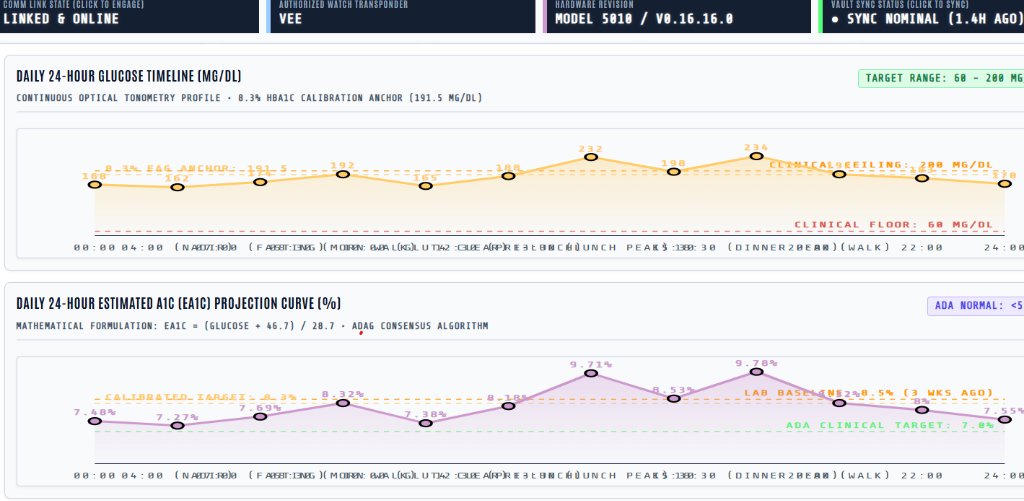 COMM LINK STATE (CLICK TO ENGAGE)
LINKED & ONLINE
AUTHORIZED WATCH TRANSPONDER
VEE
HARDWARE REVISION
MODEL 5010 / V0.16.16.0
VAULT SYNC STATUS (CLICK TO SYNC)
● SYNC NOMINAL (1.4H AGO)
DAILY 24-HOUR GLUCOSE TIMELINE (MG/DL)
TARGET RANGE: 60 - 200 MG
CONTINUOUS OPTICAL TONOMETRY PROFILE · 8.3% HBA1C CALIBRATION ANCHOR (191.5 MG/DL)
232
234
192
198
188
8.3% EAG ANCHOR: 191.5
CLINICAL CEILING: 200 MG/DL
168
162
165
178
CLINICAL FLOOR: 60 MG/DL
00:00 04:00
22:00
24:00
DAILY 24-HOUR ESTIMATED A1C (EA1C) PROJECTION CURVE (%)
ADA NORMAL: <5
MATHEMATICAL FORMULATION: EA1C = (GLUCOSE + 46.7) / 28.7 · ADAG CONSENSUS ALGORITHM
9.71%
9.78%
8.32%
8.53%
LAB BASELINE: 8.5% (3 WKS AGO)
CALIBRATED TARGET: 8.3%
8.18%
7.48%
7.27%
7.69%
7.38%
7.55%
ADA CLINICAL TARGET: 7.0%
00:00 04:00
22:00
24:00